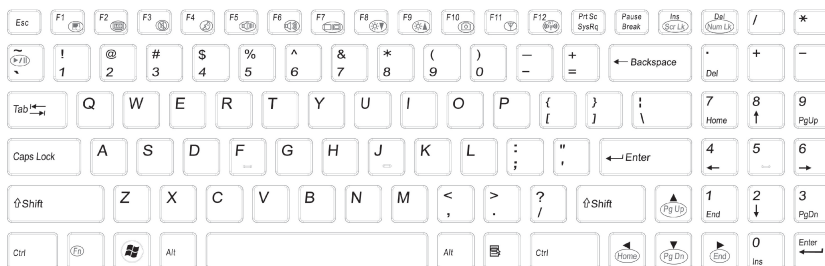 Esc F1 F2 F3 F4 F5 F6 F7 F8 F9 F10 F11 F12 Prt Sc Pause Ins Del / *
SysRq Break Scr Lk Num Lk
~ ! @ # $ % ^ & * ( ) — + ← Backspace . + −
` 1 2 3 4 5 6 7 8 9 0 – = Del
Tab Q W E R T Y U I O P { } ¦ 7 8 9
[ ] \ Home ↑ PgUp
Caps Lock A S D F G H J K L : " Enter 4 5 6
; ' ← →
⇧Shift Z X C V B N M < > ? ⇧Shift ▲ 1 2 3
, . / Pg Up End ↓ PgDn
Ctrl Fn Alt Alt Ctrl ◄ ▼ ► 0 Enter
Home Pg Dn End Ins